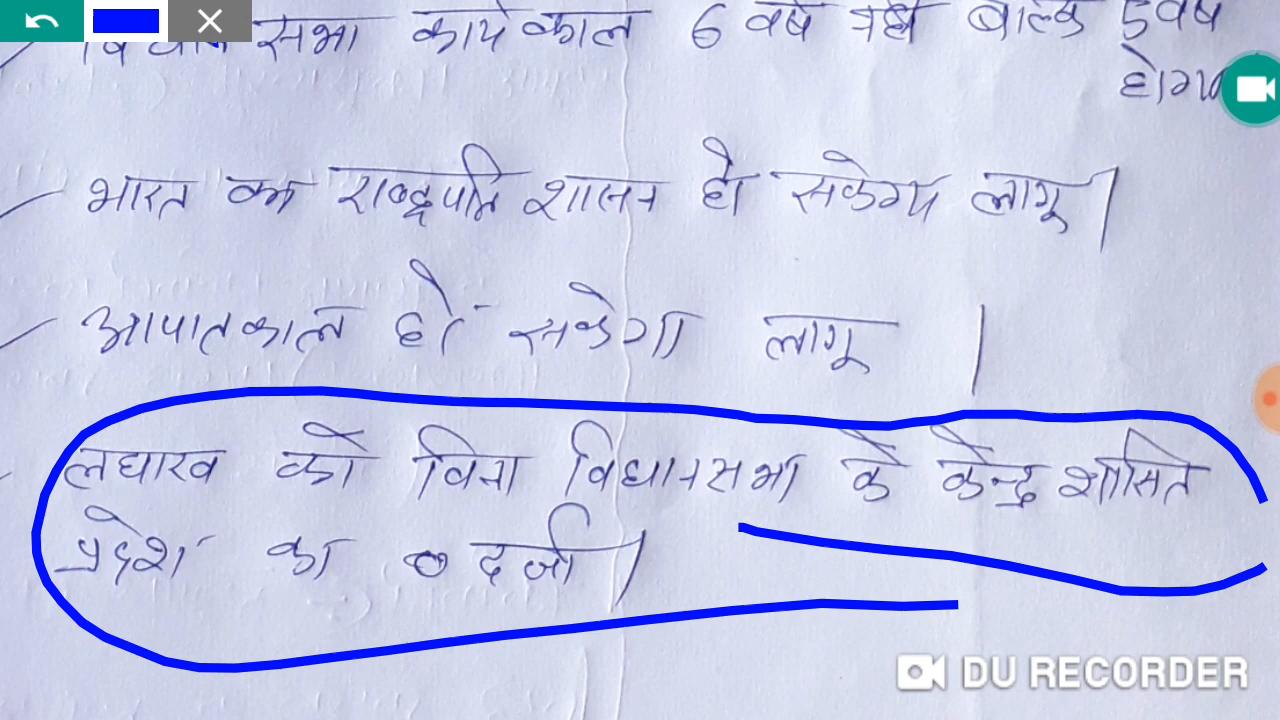 विधान सभा कार्य काल 6 वर्ष नही बल्कि 5 वर्ष
होगा
भारत का राष्ट्रपति शासन हो सकेगा लागू।
आपातकाल हो सकेगा लागू ।
लद्याख को बिना विधानसभा के केन्द्र शासित
प्रदेश का दर्जा।
DU RECORDER